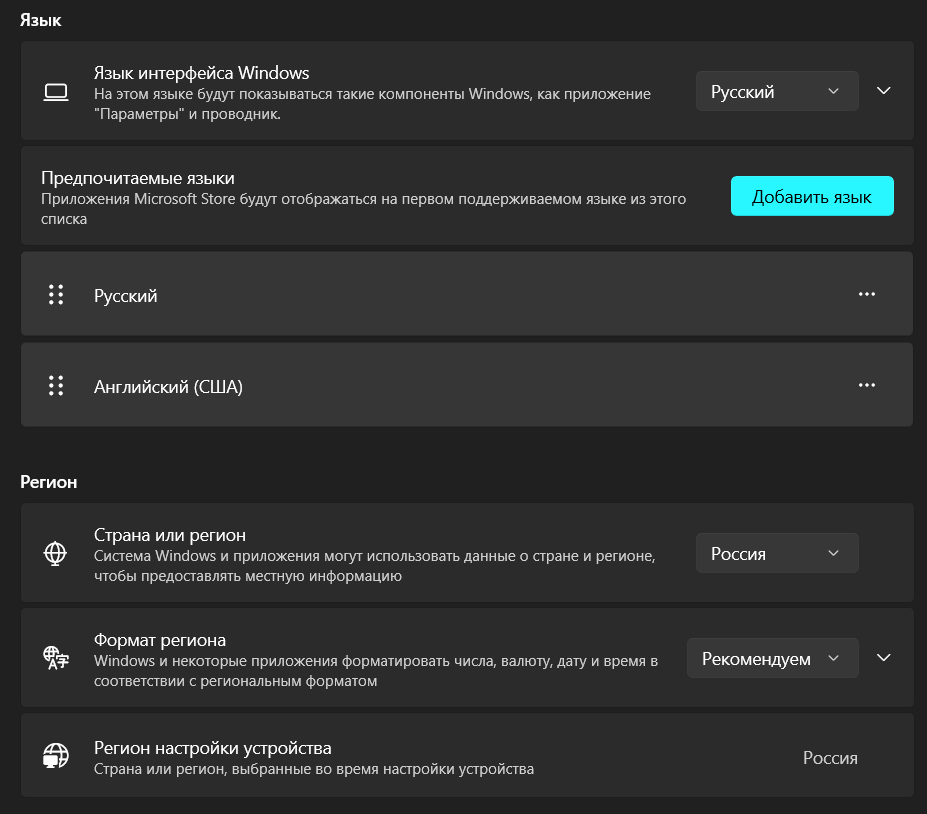 Язык
Язык интерфейса Windows
На этом языке будут показываться такие компоненты Windows, как приложение
"Параметры" и проводник.
Русский
Предпочитаемые языки
Приложения Microsoft Store будут отображаться на первом поддерживаемом языке из этого
списка
Добавить язык
Русский
Английский (США)
Регион
Страна или регион
Система Windows и приложения могут использовать данные о стране и регионе,
чтобы предоставлять местную информацию
Россия
Формат региона
Windows и некоторые приложения форматировать числа, валюту, дату и время в
соответствии с региональным форматом
Рекомендуем
Регион настройки устройства
Страна или регион, выбранные во время настройки устройства
Россия